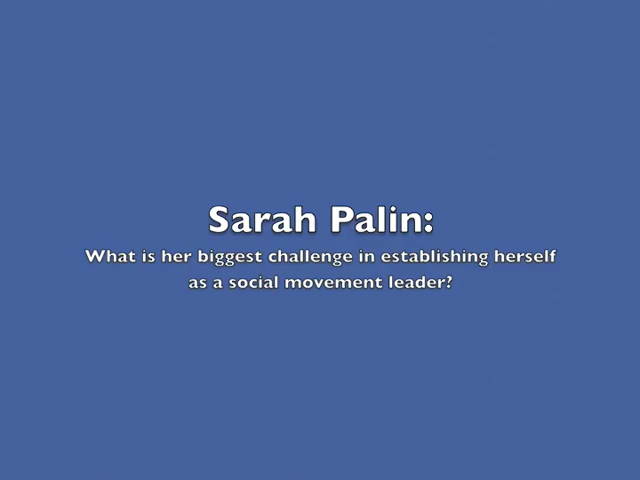 Sarah Palin:
What is her biggest challenge in establishing herself
as a social movement leader?